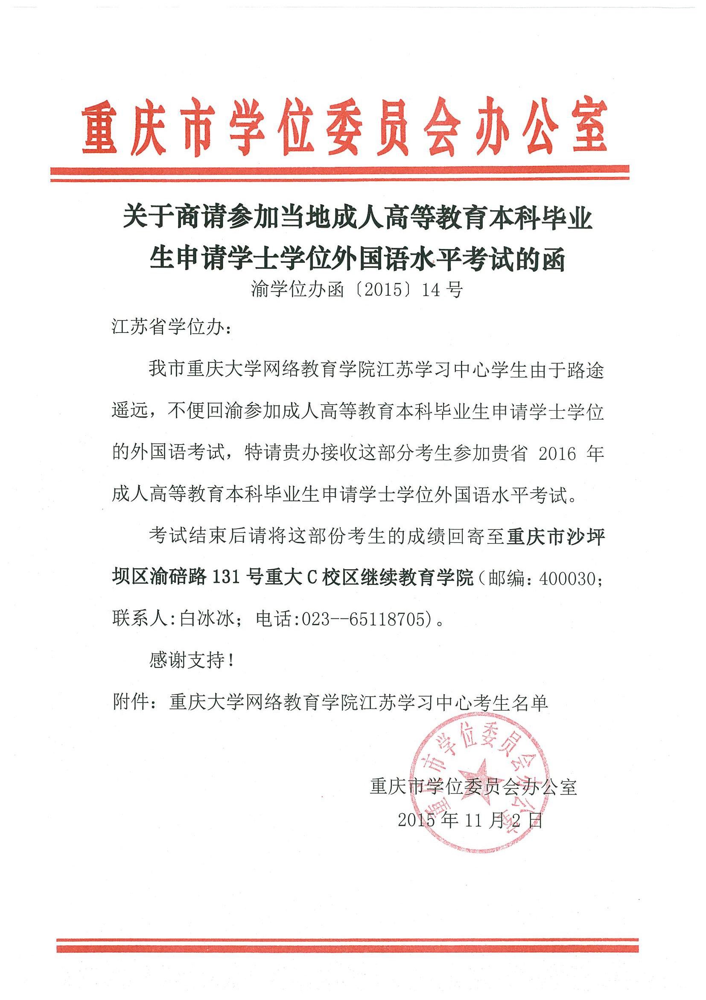 重庆市学位委员会办公室
关于商请参加当地成人高等教育本科毕业
生申请学士学位外国语水平考试的函
渝学位办函〔2015〕14 号
江苏省学位办：
我市重庆大学网络教育学院江苏学习中心学生由于路途
遥远，不便回渝参加成人高等教育本科毕业生申请学士学位
的外国语考试，特请贵办接收这部分考生参加贵省 2016 年
成人高等教育本科毕业生申请学士学位外国语水平考试。
考试结束后请将这部份考生的成绩回寄至重庆市沙坪
坝区渝碚路 131 号重大 C 校区继续教育学院（邮编：400030；
联系人:白冰冰；电话:023--65118705)。
感谢支持！
附件：重庆大学网络教育学院江苏学习中心考生名单
重庆市学位委员会办公室
重庆市学位委员会办公室
2015 年 11 月 2 日